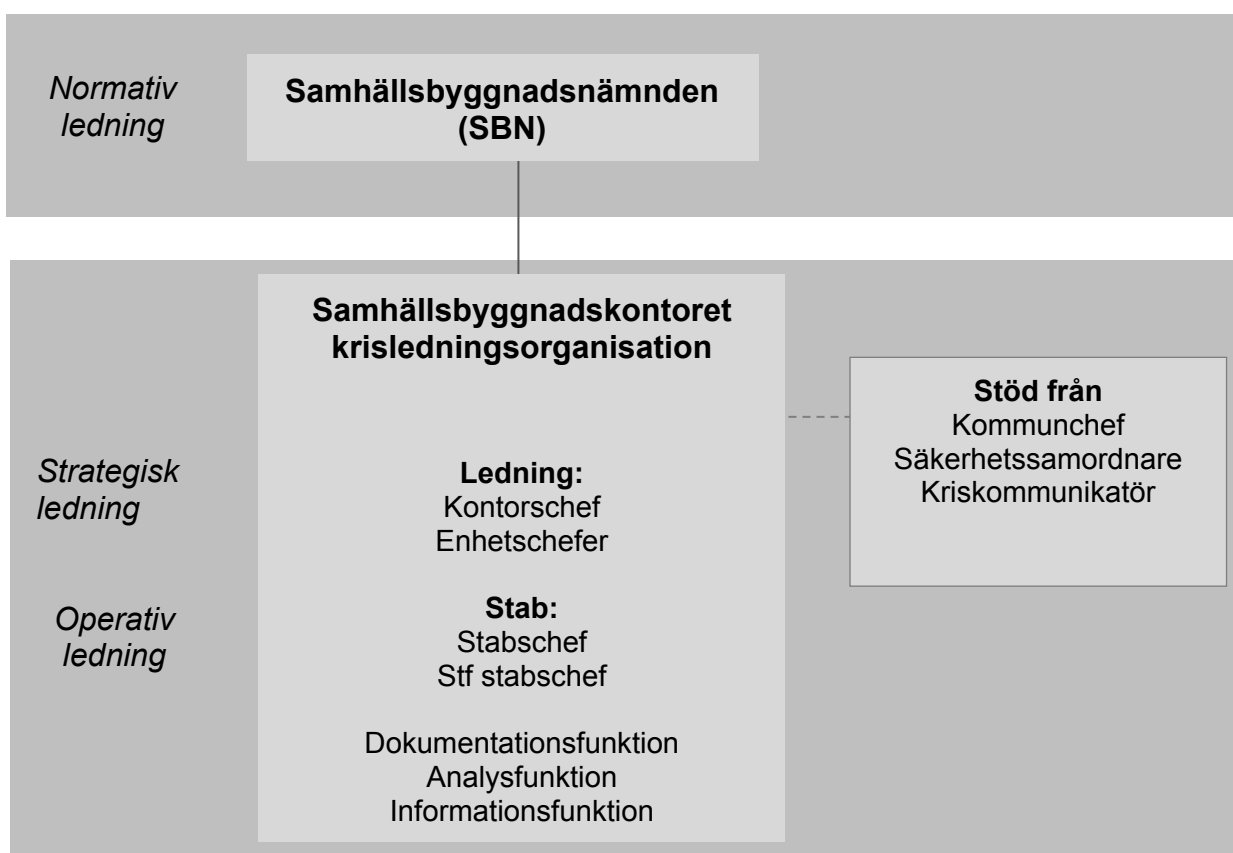 Normativ
ledning
Samhällsbyggnadsnämnden
(SBN)
Samhällsbyggnadskontoret
krisledningsorganisation
Stöd från
Kommunchef
Säkerhetssamordnare
Kriskommunikatör
Strategisk
ledning
Ledning:
Kontorschef
Enhetschefer
Operativ
ledning
Stab:
Stabschef
Stf stabschef
Dokumentationsfunktion
Analysfunktion
Informationsfunktion